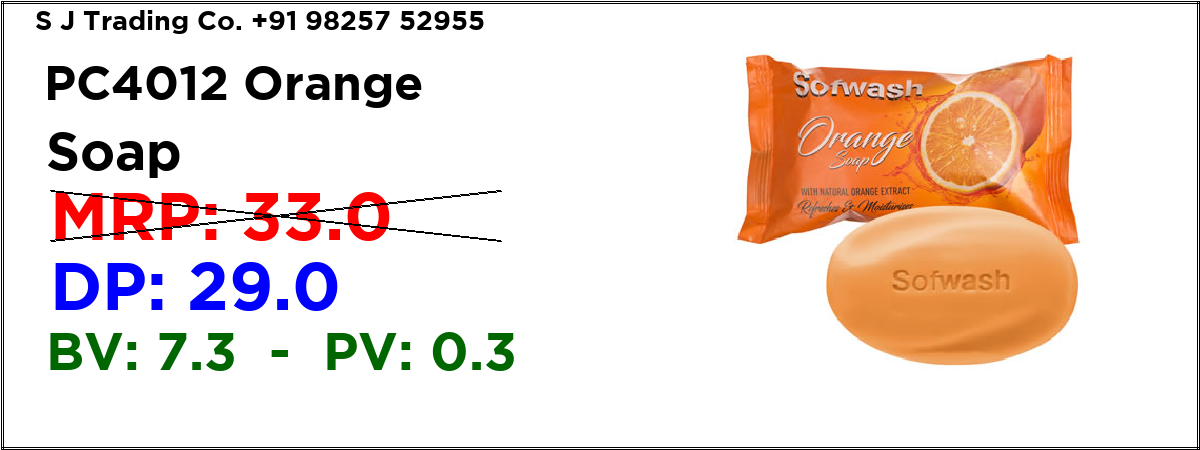 S J Trading Co. +91 98257 52955
PC4012 Orange
Soap
MRP: 33.0
DP: 29.0
BV: 7.3 - PV: 0.3
Sofwash
Orange
Soap
WITH NATURAL ORANGE EXTRACT
Refreshes & Moisturises
Sofwash